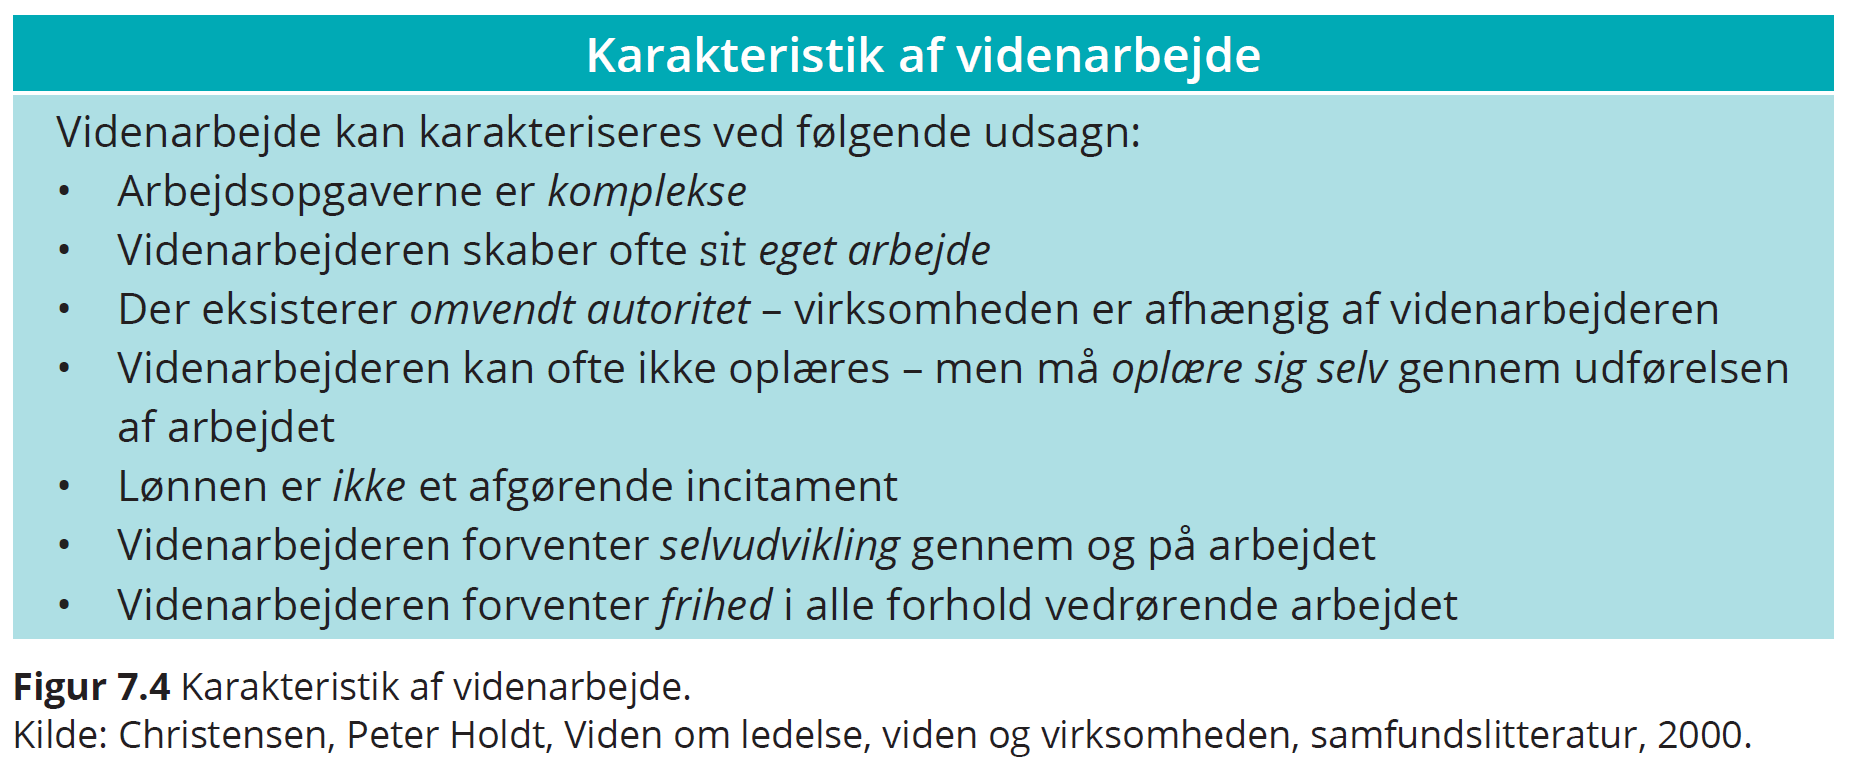 Karakteristik af videnarbejde
Videnarbejde kan karakteriseres ved følgende udsagn:
• Arbejdsopgaverne er komplekse
• Videnarbejderen skaber ofte sit eget arbejde
• Der eksisterer omvendt autoritet – virksomheden er afhængig af videnarbejderen
• Videnarbejderen kan ofte ikke oplæres – men må oplære sig selv gennem udførelsen
af arbejdet
• Lønnen er ikke et afgørende incitament
• Videnarbejderen forventer selvudvikling gennem og på arbejdet
• Videnarbejderen forventer frihed i alle forhold vedrørende arbejdet
Figur 7.4 Karakteristik af videnarbejde.
Kilde: Christensen, Peter Holdt, Viden om ledelse, viden og virksomheden, samfundslitteratur, 2000.